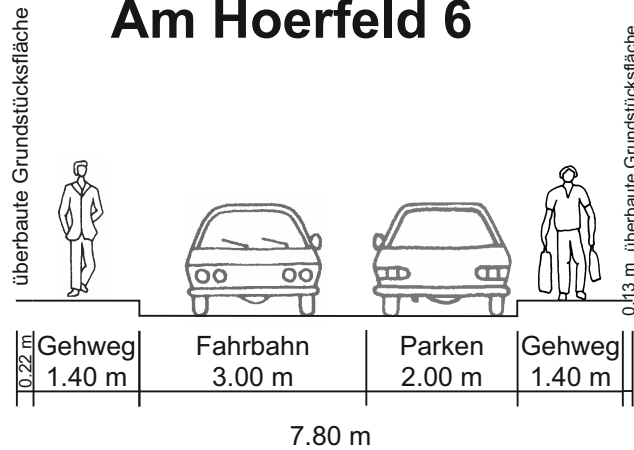 Am Hoerfeld 6
überbaute Grundstücksfläche
0.13 m überbaute Grundstücksfläche
0.22 m
Gehweg Fahrbahn Parken Gehweg
1.40 m 3.00 m 2.00 m 1.40 m
7.80 m